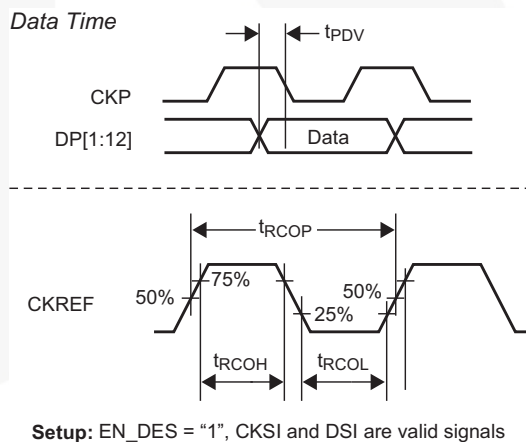 Data Time
tPDV
CKP
DP[1:12]
Data
tRCOP
75%
50%
50%
CKREF
25%
tRCOH
tRCOL
Setup: EN_DES = “1”, CKSI and DSI are valid signals